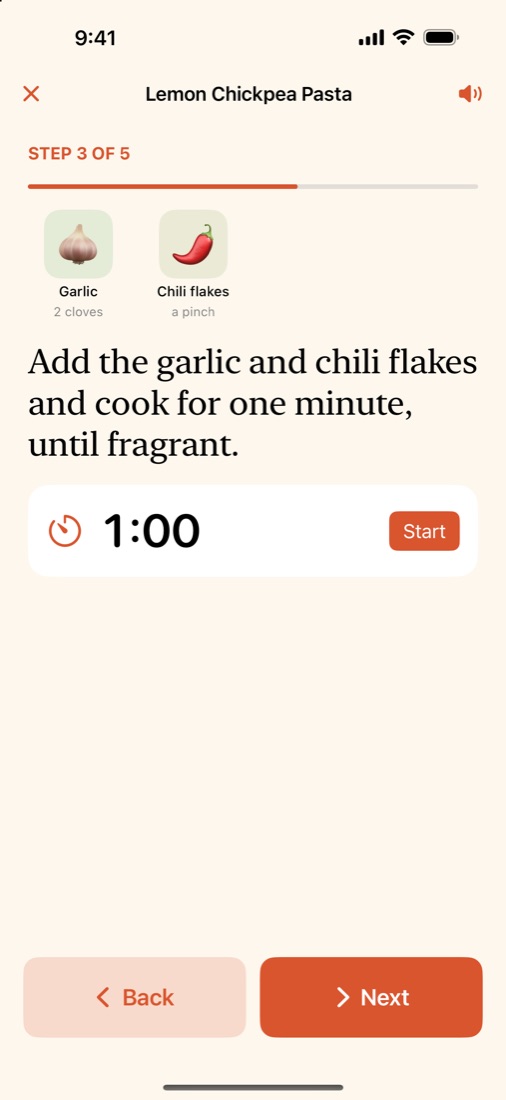 9:41
Lemon Chickpea Pasta
STEP 3 OF 5
Garlic
2 cloves
Chili flakes
a pinch
Add the garlic and chili flakes
and cook for one minute,
until fragrant.
1:00
Start
Back
Next